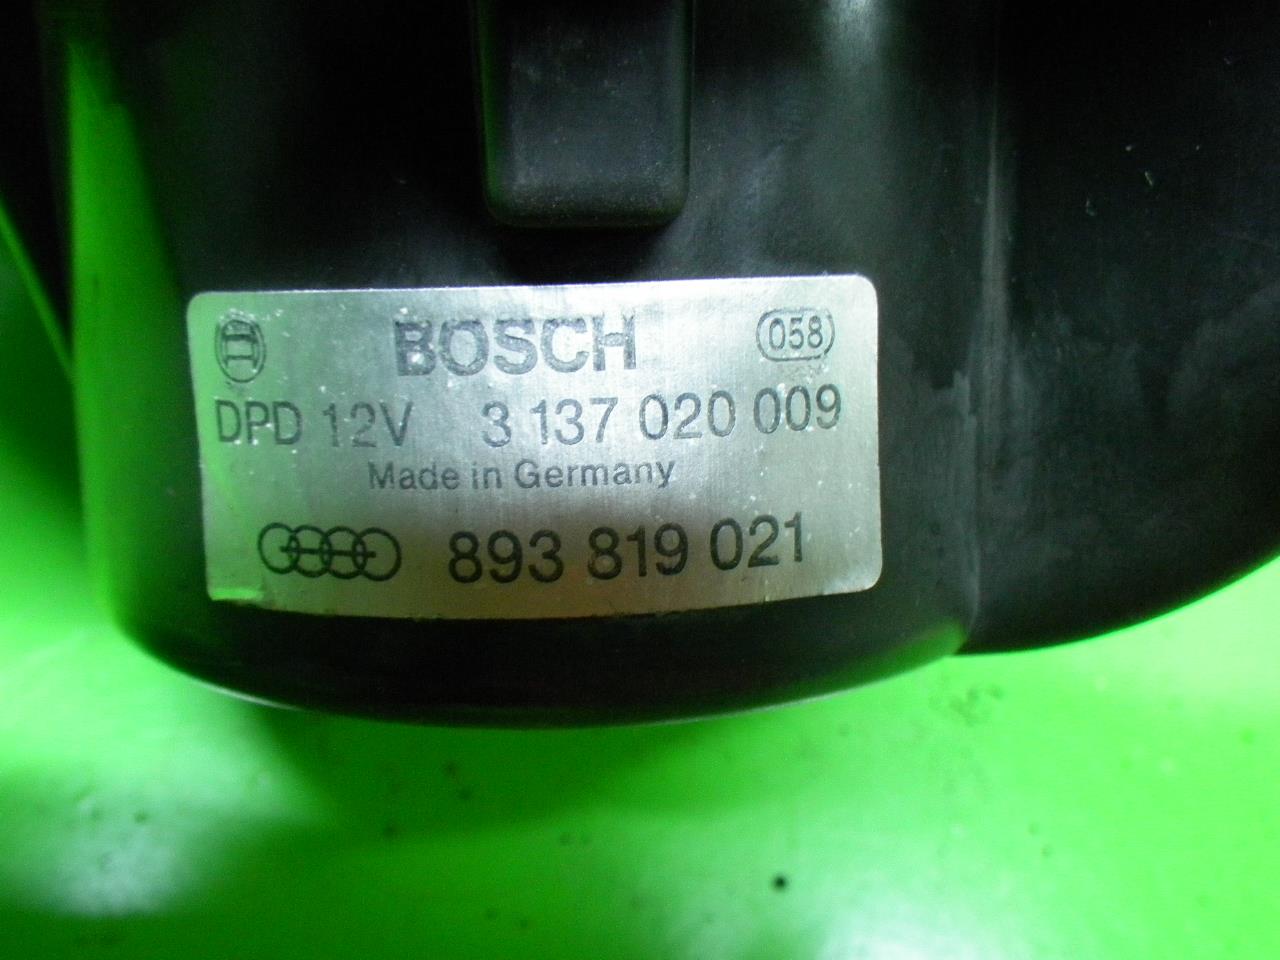 BOSCH 058
DPD 12V 3 137 020 009
Made in Germany
893 819 021